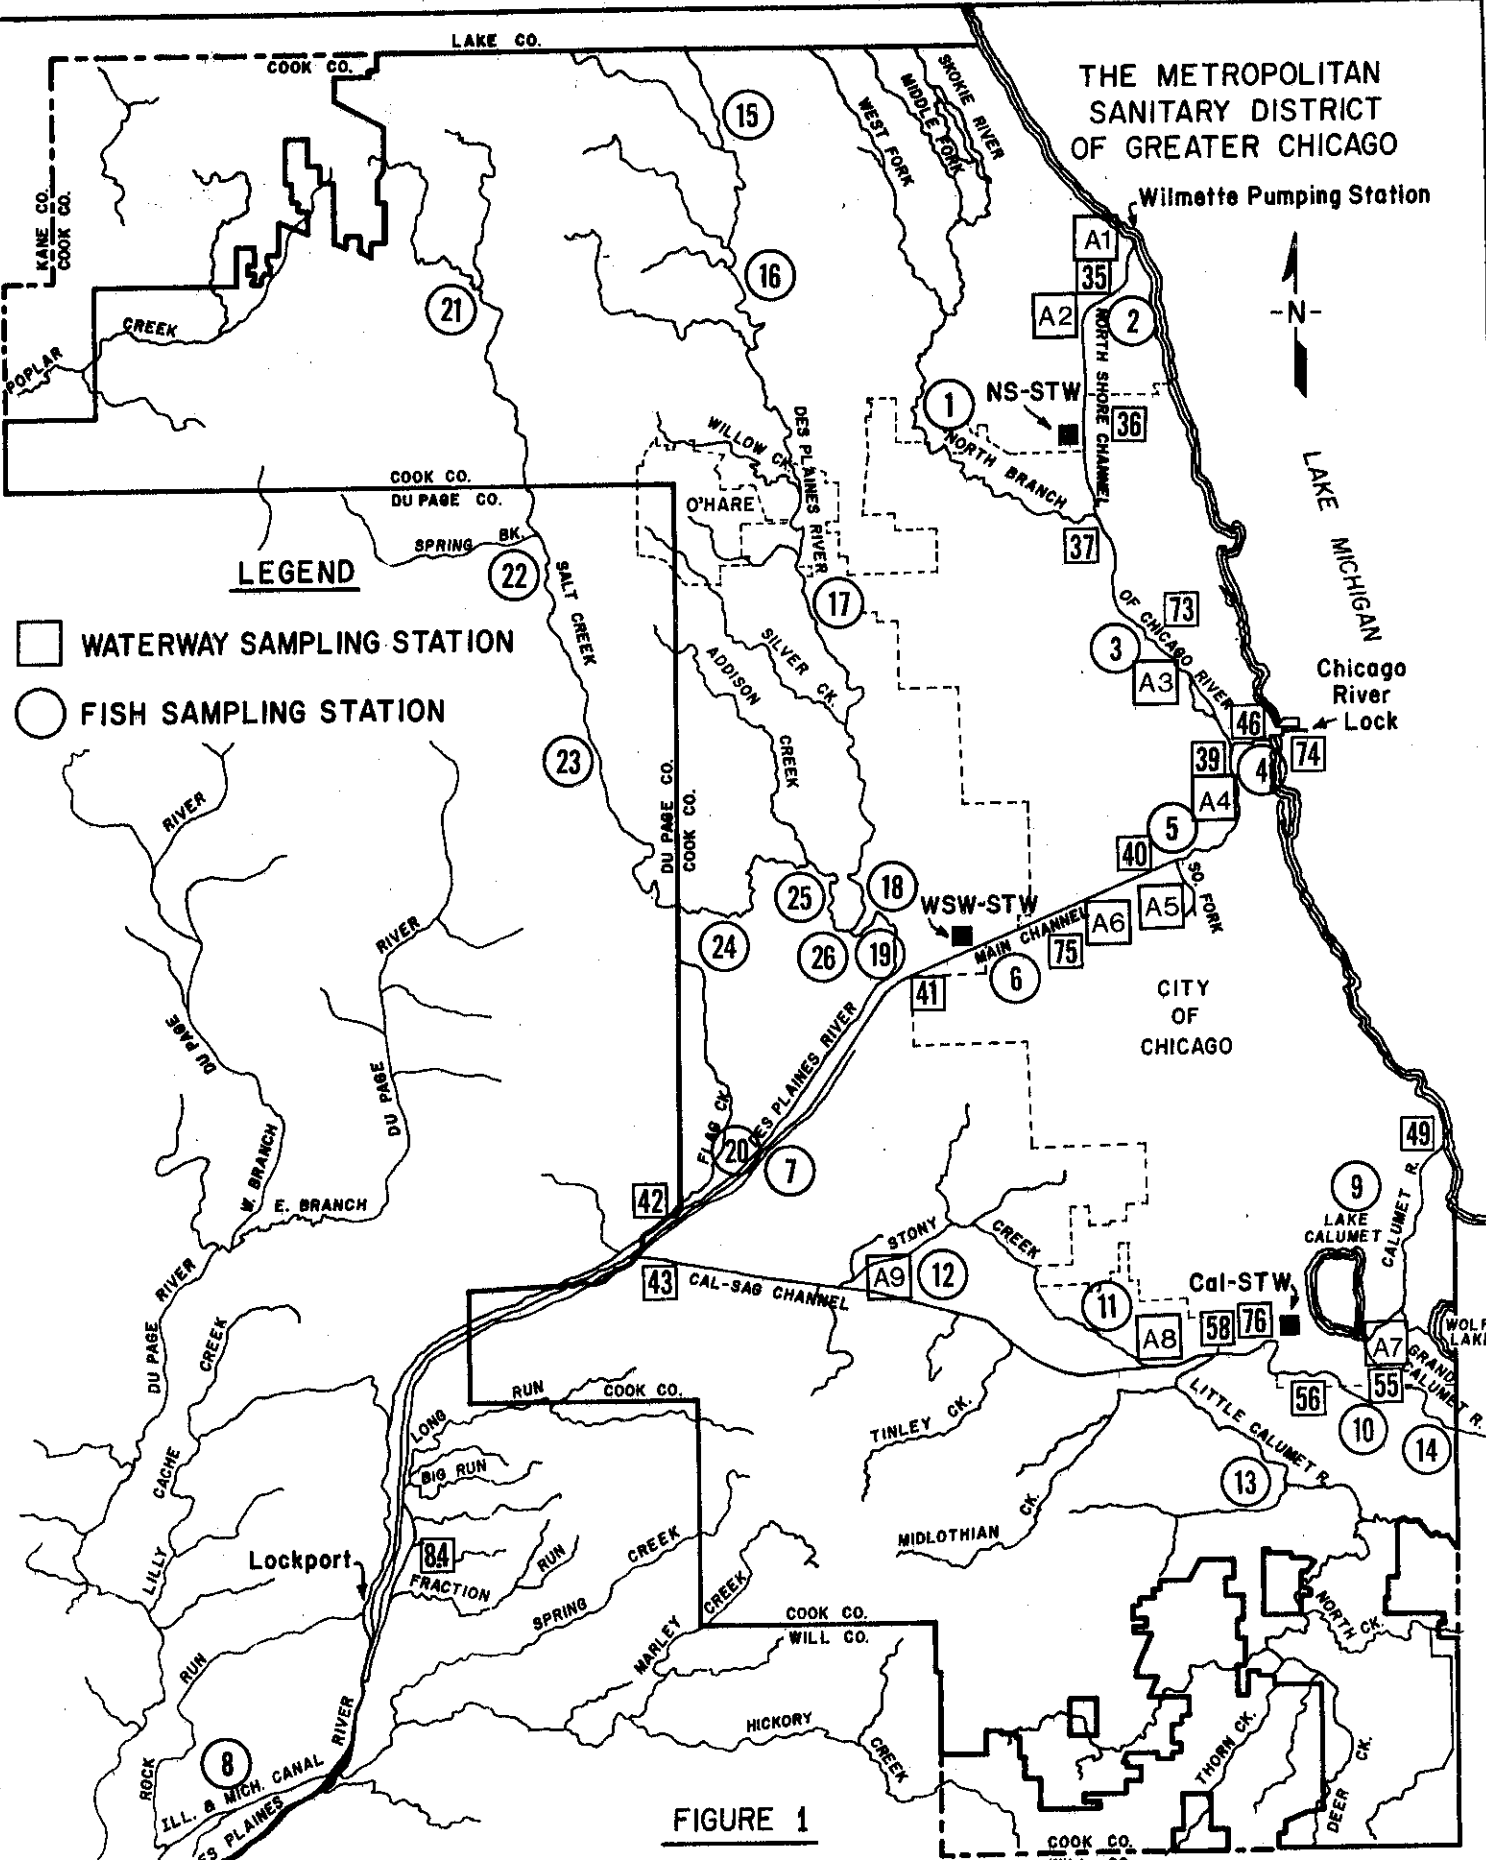 LAKE CO.
COOK CO.
THE METROPOLITAN
SANITARY DISTRICT
OF GREATER CHICAGO
KANE CO.
COOK CO.
15
WEST FORK
MIDDLE FORK
SKOKIE RIVER
Wilmette Pumping Station
A1
35
A2
2
16
21
-N-
POPLAR
CREEK
NORTH SHORE CHANNEL
1
NS-STW
36
DES PLAINES RIVER
WILLOW CK.
NORTH BRANCH
LAKE MICHIGAN
COOK CO.
DU PAGE CO.
O'HARE
SPRING BK.
22
37
LEGEND
SALT CREEK
17
OF CHICAGO RIVER
73
WATERWAY SAMPLING STATION
ADDISON
CREEK
SILVER CK.
3
A3
Chicago
River
Lock
FISH SAMPLING STATION
46
39
4
74
23
A4
DU PAGE CO.
COOK CO.
RIVER
5
40
SO. FORK
25
18
WSW-STW
A5
A6
MAIN CHANNEL
75
RIVER
24
26
19
6
41
CITY
OF
CHICAGO
DU PAGE
DU PAGE
DES PLAINES RIVER
FLAG CK.
20
7
49
W. BRANCH
E. BRANCH
42
9
LAKE
CALUMET
CALUMET R.
STONY
CREEK
RIVER
43
CAL-SAG CHANNEL
A9
12
11
Cal-STW
DU PAGE
CREEK
A8
58
76
A7
WOLF
LAKE
GRAND
CALUMET R.
RUN
COOK CO.
LONG
TINLEY CK.
LITTLE CALUMET R.
56
55
10
14
CACHE
BIG RUN
13
CK.
MIDLOTHIAN
Lockport
84
LILLY
FRACTION
RUN
SPRING
CREEK
CREEK
MARLEY
COOK CO.
WILL CO.
NORTH CK.
RUN
ROCK
8
RIVER
HICKORY
CREEK
THORN CK.
DEER
CK.
ILL. & MICH. CANAL
ES PLAINES
FIGURE 1
COOK CO.